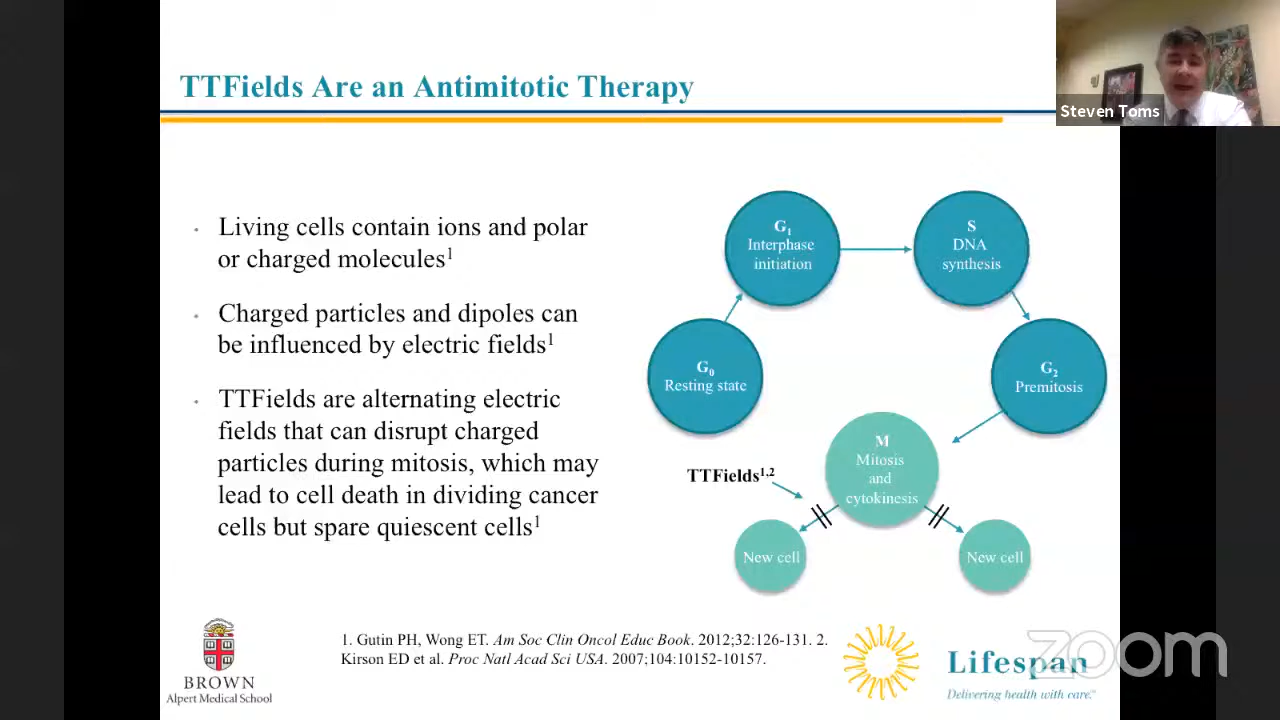 TTFields Are an Antimitotic Therapy
Steven Toms
Living cells contain ions and polar
or charged molecules1
Charged particles and dipoles can
be influenced by electric fields1
TTFields are alternating electric
fields that can disrupt charged
particles during mitosis, which may
lead to cell death in dividing cancer
cells but spare quiescent cells1
G1
Interphase
initiation
S
DNA
synthesis
G0
Resting state
G2
Premitosis
M
Mitosis
and
cytokinesis
TTFields1,2
New cell
New cell
BROWN
Alpert Medical School
1. Gutin PH, Wong ET. Am Soc Clin Oncol Educ Book. 2012;32:126-131. 2.
Kirson ED et al. Proc Natl Acad Sci USA. 2007;104:10152-10157.
Lifespan
Delivering health with care.
zoom